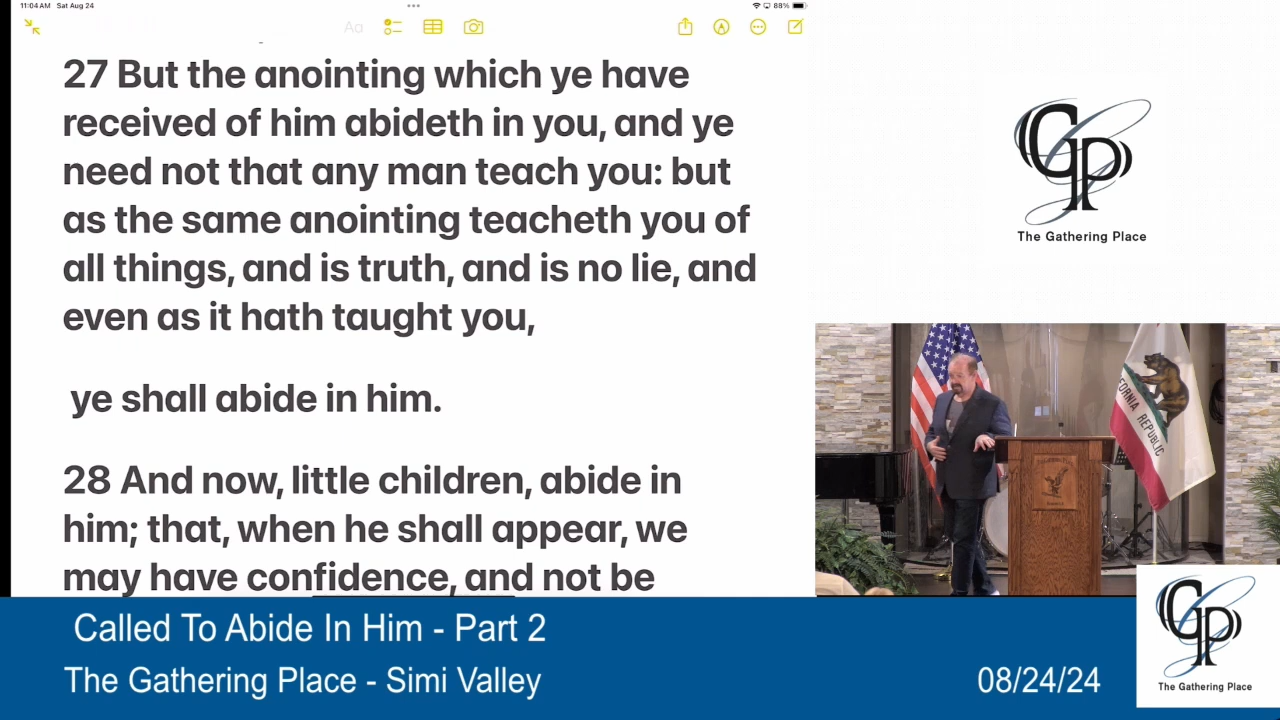 11:04 AM Sat Aug 24
88%
Aa
27 But the anointing which ye have
received of him abideth in you, and ye
need not that any man teach you: but
as the same anointing teacheth you of
all things, and is truth, and is no lie, and
even as it hath taught you,
ye shall abide in him.
28 And now, little children, abide in
him; that, when he shall appear, we
may have confidence, and not be
GP
The Gathering Place
IFORNIA REPUBLIC
Called To Abide In Him - Part 2
The Gathering Place - Simi Valley
08/24/24
GP
The Gathering Place